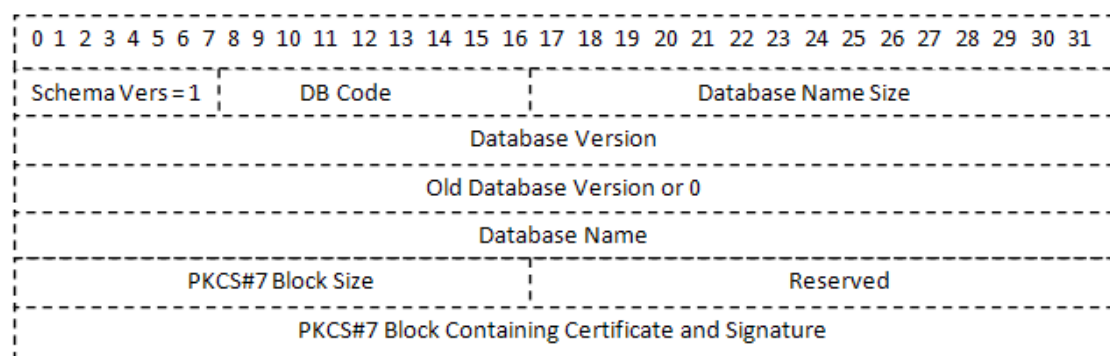 0 1 2 3 4 5 6 7 8 9 10 11 12 13 14 15 16 17 18 19 20 21 22 23 24 25 26 27 28 29 30 31
Schema Vers = 1 DB Code Database Name Size
Database Version
Old Database Version or 0
Database Name
PKCS#7 Block Size Reserved
PKCS#7 Block Containing Certificate and Signature